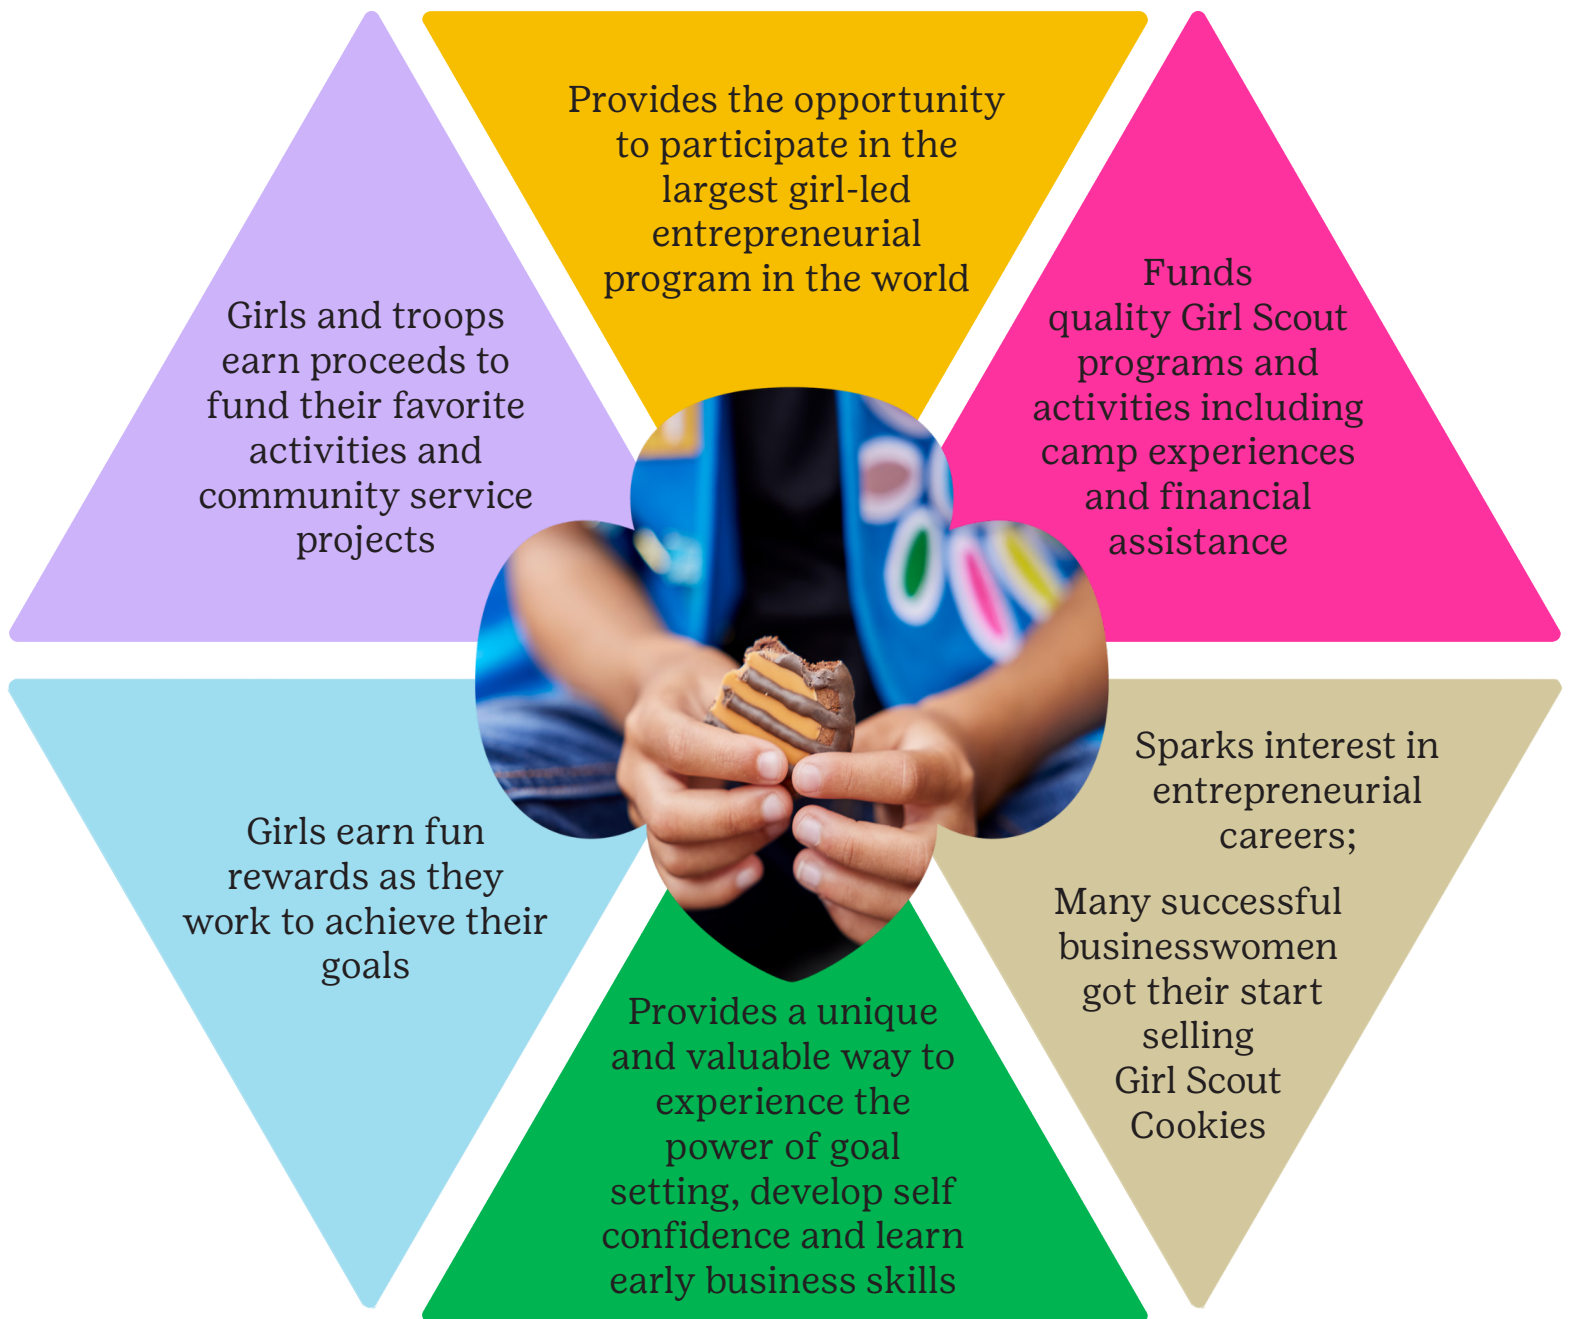 Provides the opportunity
to participate in the
largest girl-led
entrepreneurial
program in the world
Funds
quality Girl Scout
programs and
activities including
camp experiences
and financial
assistance
Sparks interest in
entrepreneurial
careers;
Many successful
businesswomen
got their start
selling
Girl Scout
Cookies
Provides a unique
and valuable way to
experience the
power of goal
setting, develop self
confidence and learn
early business skills
Girls earn fun
rewards as they
work to achieve their
goals
Girls and troops
earn proceeds to
fund their favorite
activities and
community service
projects